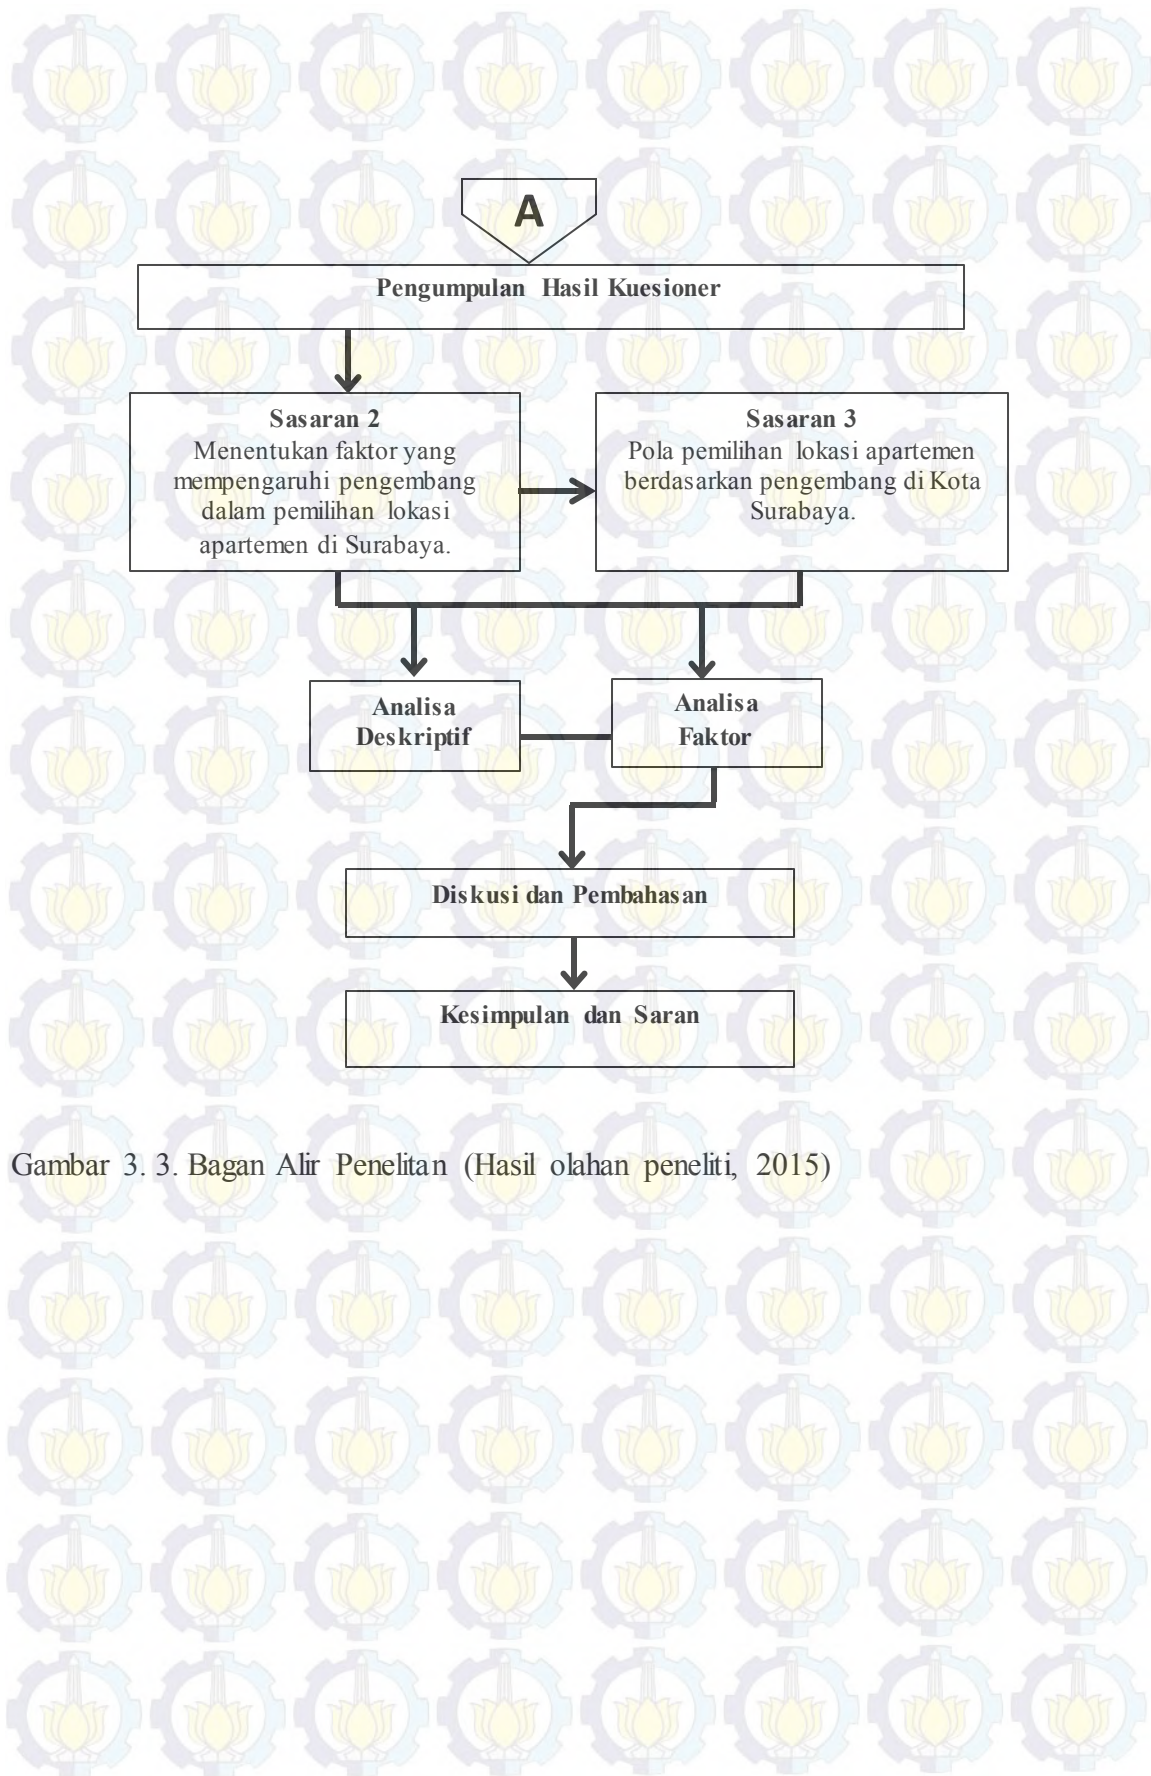 A
Pengumpulan Hasil Kuesioner
Sasaran 2
Menentukan faktor yang
mempengaruhi pengembang
dalam pemilihan lokasi
apartemen di Surabaya.
Sasaran 3
Pola pemilihan lokasi apartemen
berdasarkan pengembang di Kota
Surabaya.
Analisa
Deskriptif
Analisa
Faktor
Diskusi dan Pembahasan
Kesimpulan dan Saran
Gambar 3. 3. Bagan Alir Penelitan (Hasil olahan peneliti, 2015)